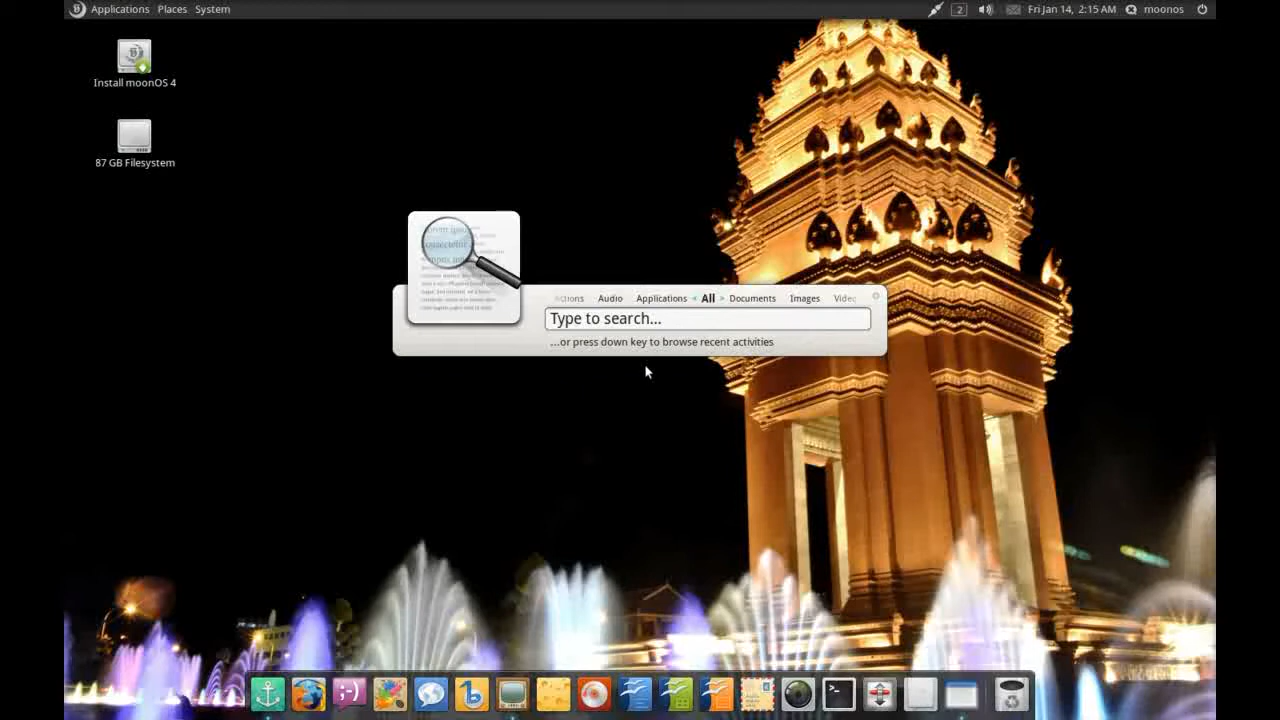 Applications Places System
2
Fri Jan 14, 2:15 AM
moonos
Install moonOS 4
87 GB Filesystem
Audio Applications < All > Documents Images Video
Type to search...
...or press down key to browse recent activities
;-)
>_